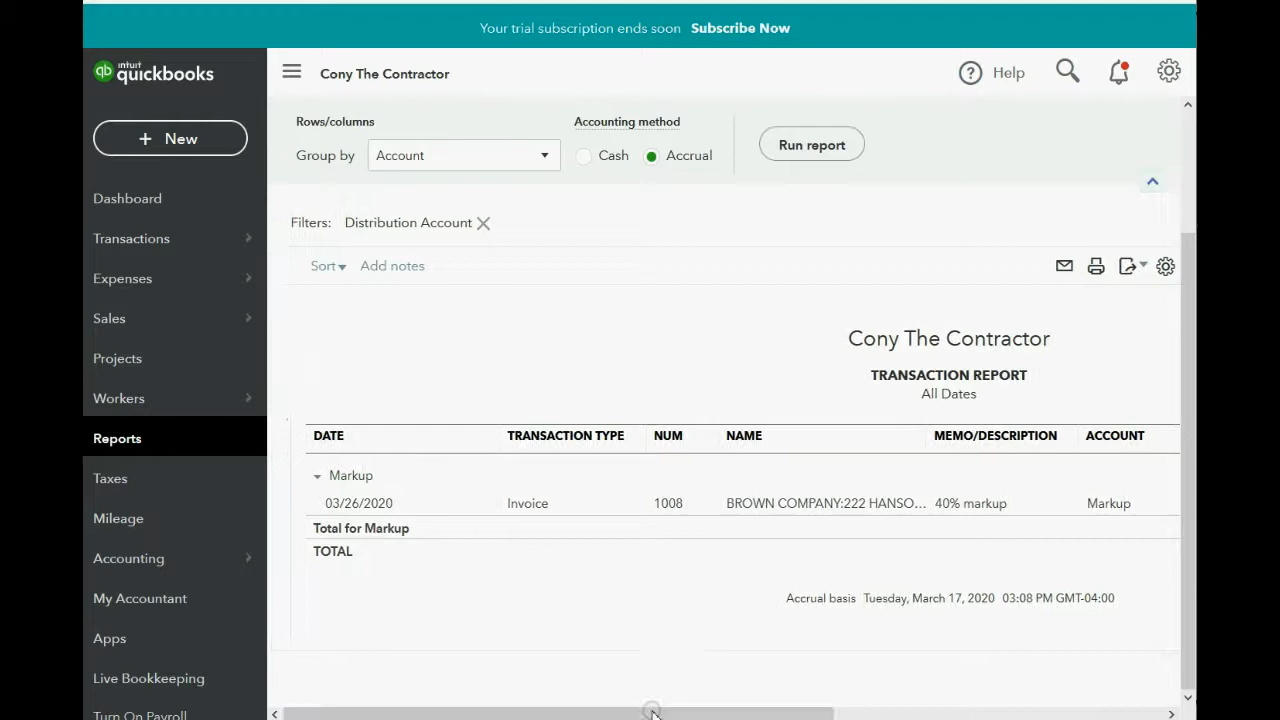 Your trial subscription ends soon Subscribe Now
intuit quickbooks
Cony The Contractor
Help
+ New
Dashboard
Transactions
Expenses
Sales
Projects
Workers
Reports
Taxes
Mileage
Accounting
My Accountant
Apps
Live Bookkeeping
Turn On Payroll
Rows/columns
Accounting method
Group by Account Cash Accrual Run report
Filters: Distribution Account
Sort Add notes
Cony The Contractor
TRANSACTION REPORT
All Dates
DATE TRANSACTION TYPE NUM NAME MEMO/DESCRIPTION ACCOUNT
Markup
03/26/2020 Invoice 1008 BROWN COMPANY:222 HANSO... 40% markup Markup
Total for Markup
TOTAL
Accrual basis Tuesday, March 17, 2020 03:08 PM GMT-04:00